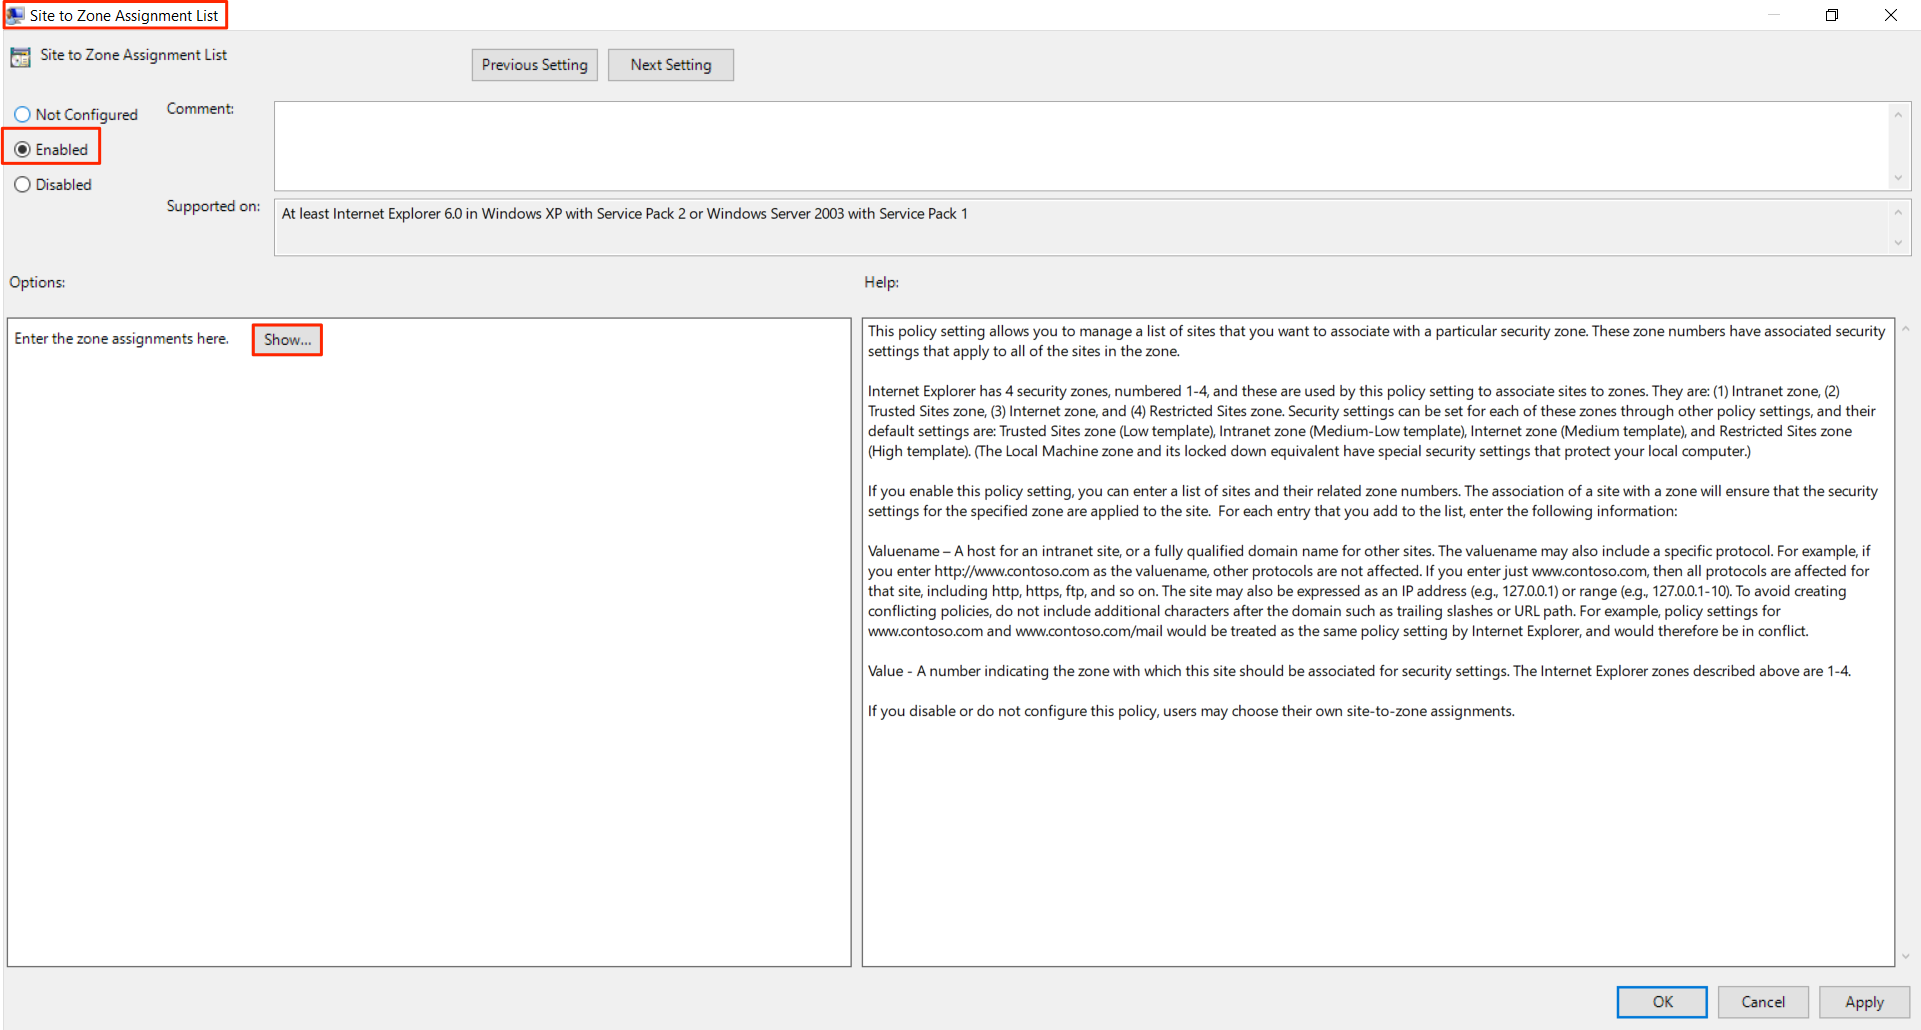 Site to Zone Assignment List
Site to Zone Assignment List
Previous Setting
Next Setting
Not Configured
Enabled
Disabled
Comment:
Supported on:
At least Internet Explorer 6.0 in Windows XP with Service Pack 2 or Windows Server 2003 with Service Pack 1
Options:
Help:
Enter the zone assignments here.
Show...
This policy setting allows you to manage a list of sites that you want to associate with a particular security zone. These zone numbers have associated security
settings that apply to all of the sites in the zone.
Internet Explorer has 4 security zones, numbered 1-4, and these are used by this policy setting to associate sites to zones. They are: (1) Intranet zone, (2)
Trusted Sites zone, (3) Internet zone, and (4) Restricted Sites zone. Security settings can be set for each of these zones through other policy settings, and their
default settings are: Trusted Sites zone (Low template), Intranet zone (Medium-Low template), Internet zone (Medium template), and Restricted Sites zone
(High template). (The Local Machine zone and its locked down equivalent have special security settings that protect your local computer.)
If you enable this policy setting, you can enter a list of sites and their related zone numbers. The association of a site with a zone will ensure that the security
settings for the specified zone are applied to the site.  For each entry that you add to the list, enter the following information:
Valuename – A host for an intranet site, or a fully qualified domain name for other sites. The valuename may also include a specific protocol. For example, if
you enter http://www.contoso.com as the valuename, other protocols are not affected. If you enter just www.contoso.com, then all protocols are affected for
that site, including http, https, ftp, and so on. The site may also be expressed as an IP address (e.g., 127.0.0.1) or range (e.g., 127.0.0.1-10). To avoid creating
conflicting policies, do not include additional characters after the domain such as trailing slashes or URL path. For example, policy settings for
www.contoso.com and www.contoso.com/mail would be treated as the same policy setting by Internet Explorer, and would therefore be in conflict.
Value - A number indicating the zone with which this site should be associated for security settings. The Internet Explorer zones described above are 1-4.
If you disable or do not configure this policy, users may choose their own site-to-zone assignments.
OK
Cancel
Apply